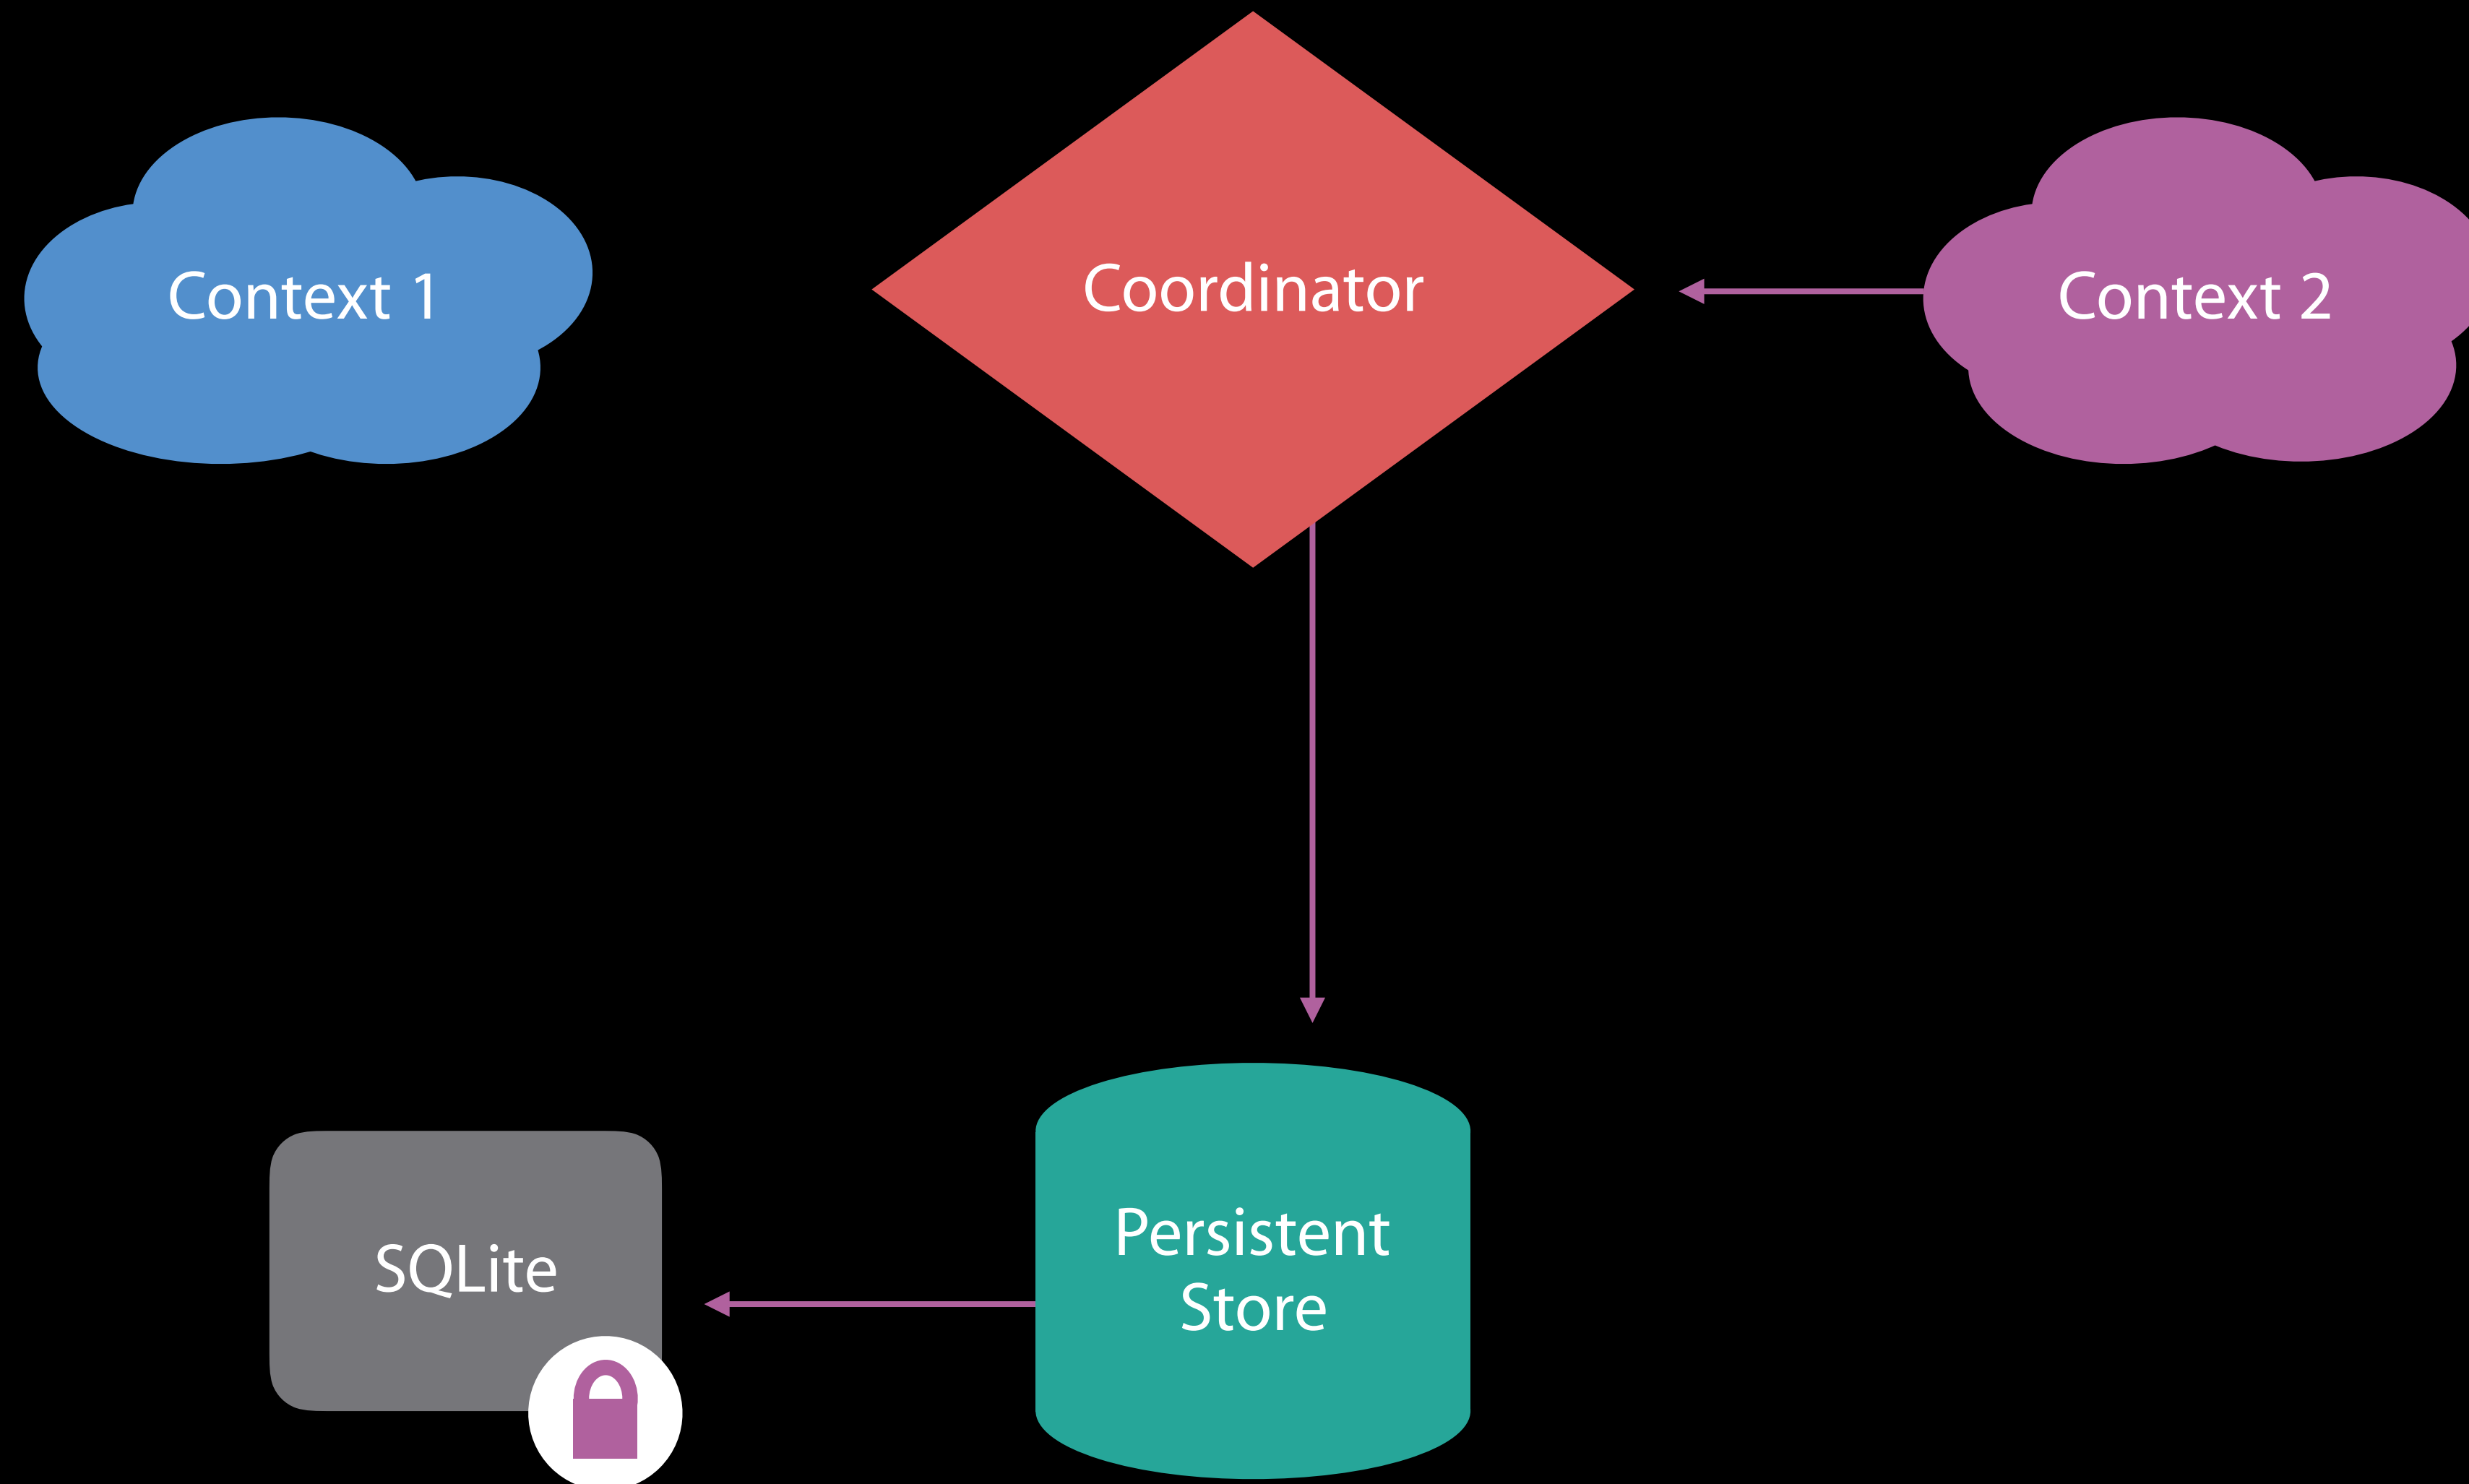 Context 1
Coordinator
Context 2
SQLite
Persistent
Store